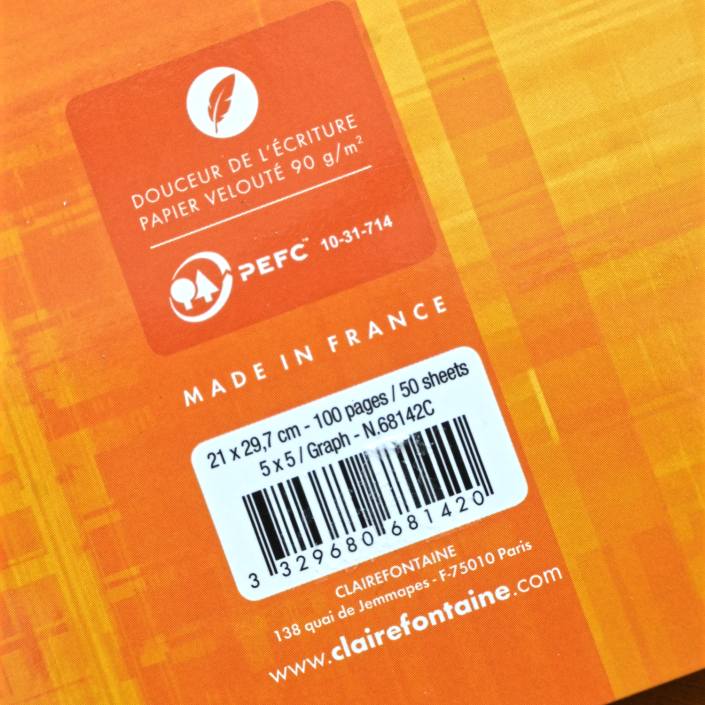 DOUCEUR DE L'ÉCRITURE
PAPIER VELOUTÉ 90 g/m²
PEFC™ 10-31-714
MADE IN FRANCE
21 x 29,7 cm - 100 pages / 50 sheets
5 x 5 / Graph - N.68142C
3 329680 681420
CLAIREFONTAINE
138 quai de Jemmapes - F-75010 Paris
www.clairefontaine.com